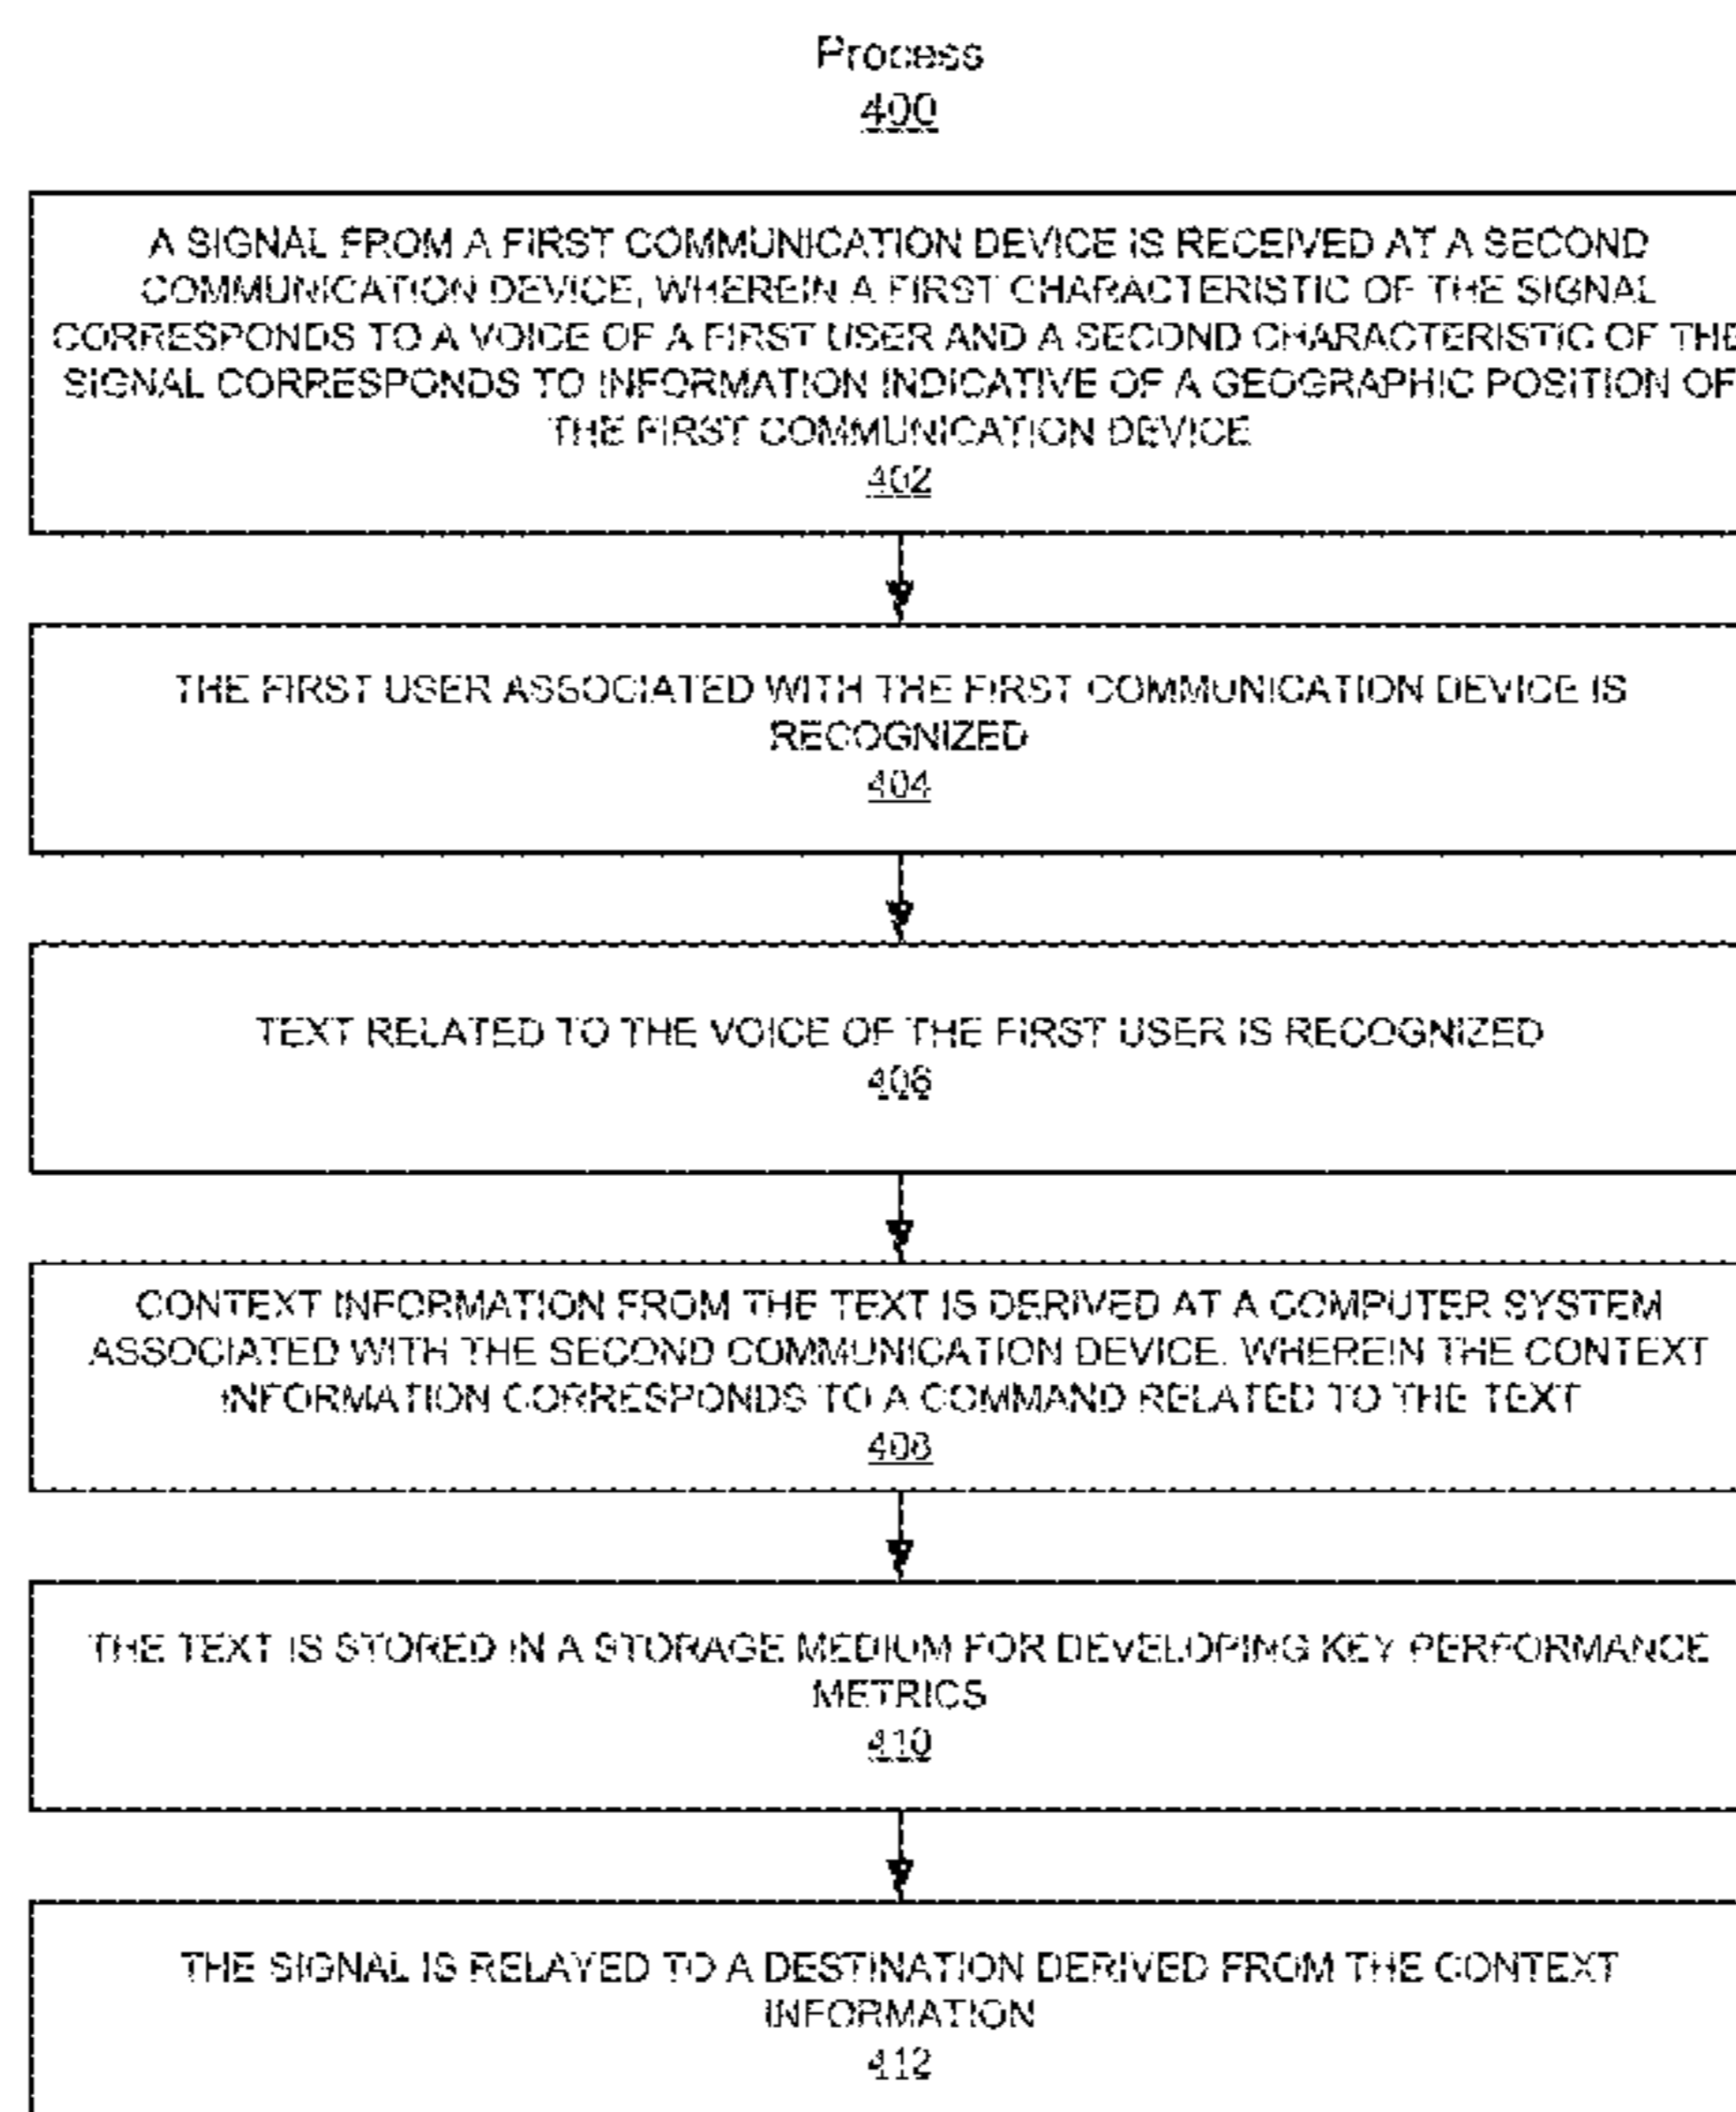 Process
400
A SIGNAL FROM A FIRST COMMUNICATION DEVICE IS RECEIVED AT A SECOND
COMMUNICATION DEVICE, WHEREIN A FIRST CHARACTERISTIC OF THE SIGNAL
CORRESPONDS TO A VOICE OF A FIRST USER AND A SECOND CHARACTERISTIC OF THE
SIGNAL CORRESPONDS TO INFORMATION INDICATIVE OF A GEOGRAPHIC POSITION OF
THE FIRST COMMUNICATION DEVICE
402
THE FIRST USER ASSOCIATED WITH THE FIRST COMMUNICATION DEVICE IS
RECOGNIZED
404
TEXT RELATED TO THE VOICE OF THE FIRST USER IS RECOGNIZED
406
CONTEXT INFORMATION FROM THE TEXT IS DERIVED AT A COMPUTER SYSTEM
ASSOCIATED WITH THE SECOND COMMUNICATION DEVICE. WHEREIN THE CONTEXT
INFORMATION CORRESPONDS TO A COMMAND RELATED TO THE TEXT
408
THE TEXT IS STORED IN A STORAGE MEDIUM FOR DEVELOPING KEY PERFORMANCE
METRICS
410
THE SIGNAL IS RELAYED TO A DESTINATION DERIVED FROM THE CONTEXT
INFORMATION
412